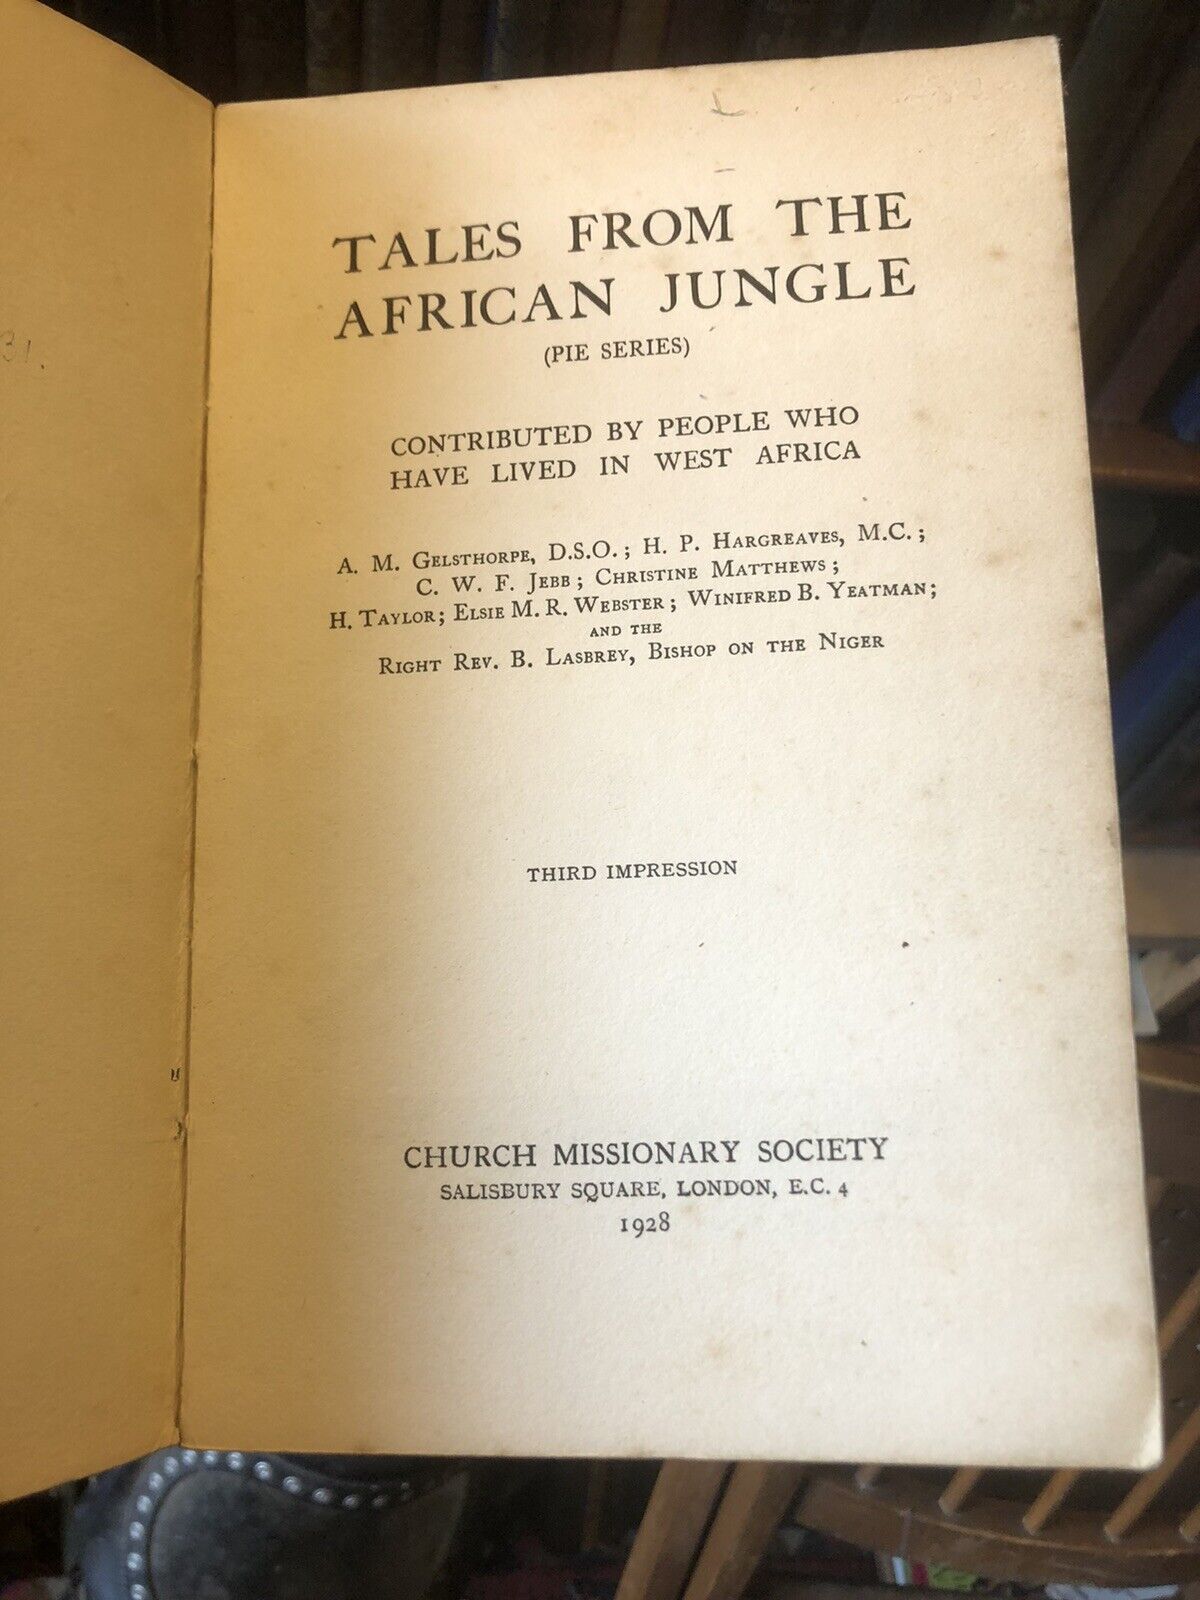 TALES FROM THE
AFRICAN JUNGLE
(PIE SERIES)
CONTRIBUTED BY PEOPLE WHO
HAVE LIVED IN WEST AFRICA
A. M. GELSTHORPE, D.S.O.; H. P. HARGREAVES, M.C.;
C. W. F. JEBB; CHRISTINE MATTHEWS;
H. TAYLOR; ELSIE M. R. WEBSTER; WINIFRED B. YEATMAN;
AND THE
RIGHT REV. B. LASBREY, BISHOP ON THE NIGER
THIRD IMPRESSION
CHURCH MISSIONARY SOCIETY
SALISBURY SQUARE, LONDON, E.C. 4
1928